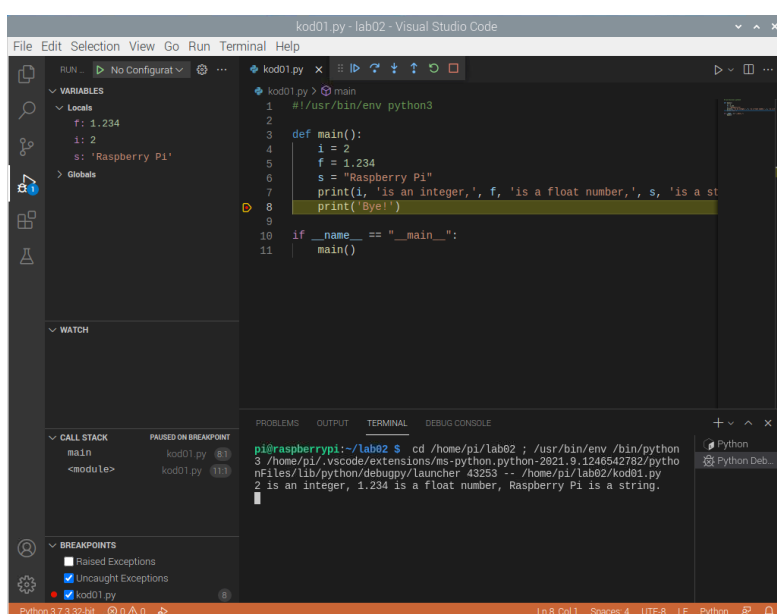 kod01.py - lab02 - Visual Studio Code
File Edit Selection View Go Run Terminal Help
RUN ... No Configurat
VARIABLES
Locals
f: 1.234
i: 2
s: 'Raspberry Pi'
Globals
1
WATCH
CALL STACK PAUSED ON BREAKPOINT
main kod01.py 8:1
<module> kod01.py 11:1
BREAKPOINTS
Raised Exceptions
Uncaught Exceptions
kod01.py 8
kod01.py
kod01.py > main
1 #!/usr/bin/env python3
2
3 def main():
4 i = 2
5 f = 1.234
6 s = "Raspberry Pi"
7 print(i, 'is an integer,', f, 'is a float number,', s, 'is a st
8 print('Bye!')
9
10 if __name__ == "__main__":
11 main()
PROBLEMS OUTPUT TERMINAL DEBUG CONSOLE
pi@raspberrypi:~/lab02 $ cd /home/pi/lab02 ; /usr/bin/env /bin/python
3 /home/pi/.vscode/extensions/ms-python.python-2021.9.1246542782/pytho
nFiles/lib/python/debugpy/launcher 43253 -- /home/pi/lab02/kod01.py
2 is an integer, 1.234 is a float number, Raspberry Pi is a string.
Python
Python Deb...
Python 3.7.3 32-bit 0 0 Ln 8, Col 1 Spaces: 4 UTF-8 LF Python